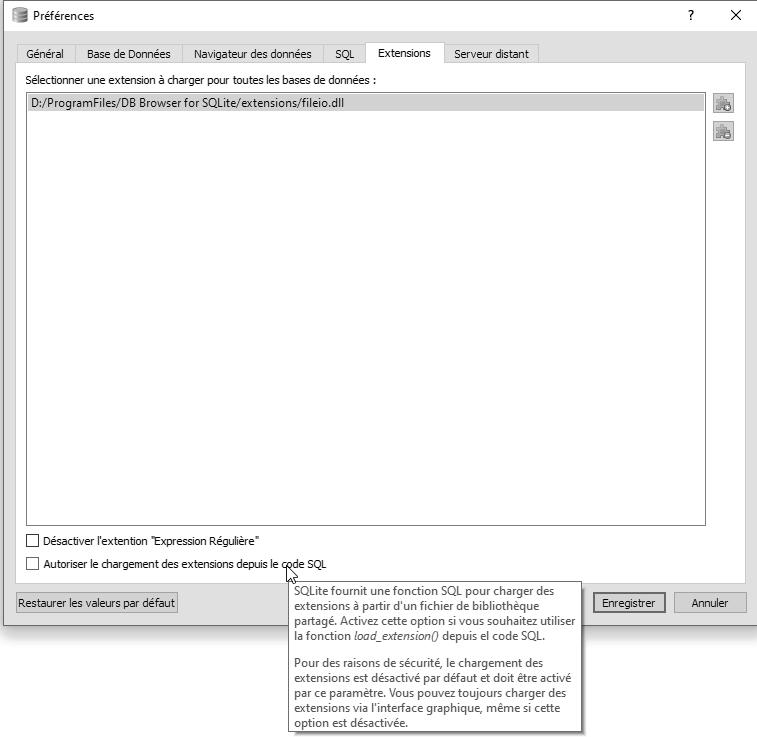 Préférences
?
Général
Base de Données
Navigateur des données
SQL
Extensions
Serveur distant
Sélectionner une extension à charger pour toutes les bases de données :
D:/ProgramFiles/DB Browser for SQLite/extensions/fileio.dll
Désactiver l'extention "Expression Régulière"
Autoriser le chargement des extensions depuis le code SQL
SQLite fournit une fonction SQL pour charger des
extensions à partir d'un fichier de bibliothèque
partagé. Activez cette option si vous souhaitez utiliser
la fonction load_extension() depuis el code SQL.
Pour des raisons de sécurité, le chargement des
extensions est désactivé par défaut et doit être activé
par ce paramètre. Vous pouvez toujours charger des
extensions via l'interface graphique, même si cette
option est désactivée.
Restaurer les valeurs par défaut
Enregistrer
Annuler